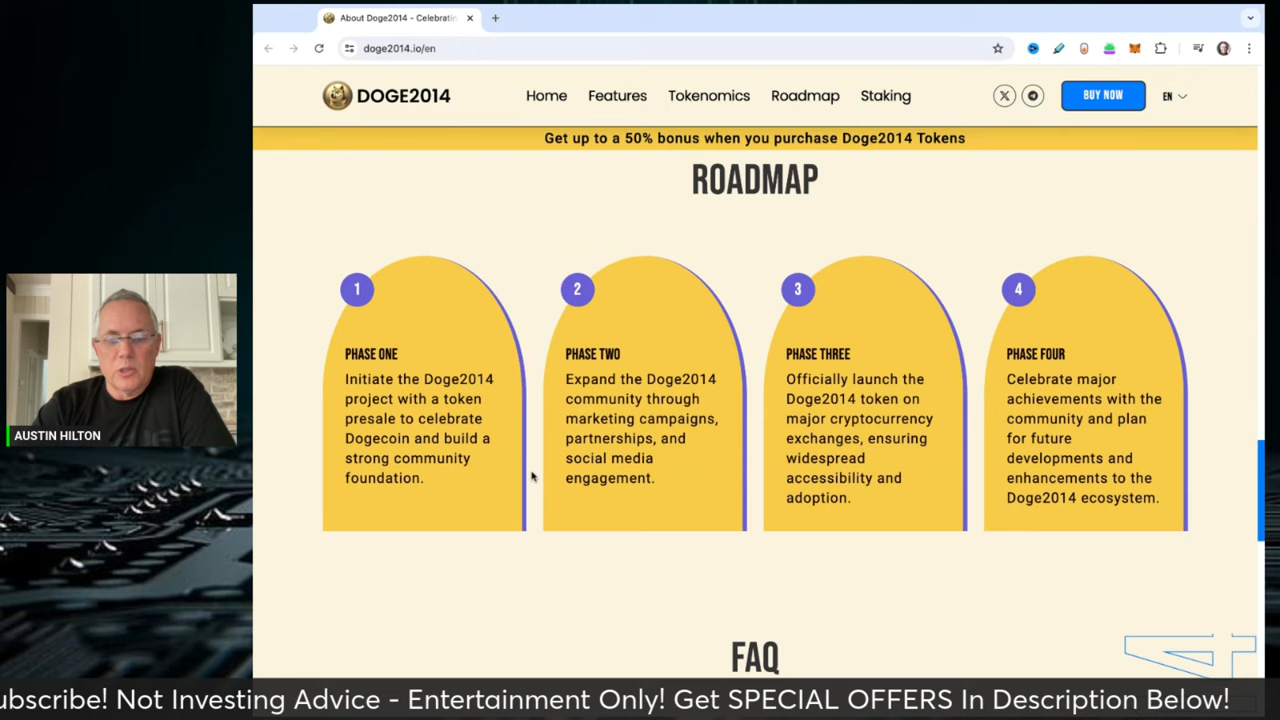 About Doge2014 - Celebratin
doge2014.io/en
DOGE2014
Home
Features
Tokenomics
Roadmap
Staking
BUY NOW
EN
Get up to a 50% bonus when you purchase Doge2014 Tokens
ROADMAP
1
PHASE ONE
Initiate the Doge2014
project with a token
presale to celebrate
Dogecoin and build a
strong community
foundation.
2
PHASE TWO
Expand the Doge2014
community through
marketing campaigns,
partnerships, and
social media
engagement.
3
PHASE THREE
Officially launch the
Doge2014 token on
major cryptocurrency
exchanges, ensuring
widespread
accessibility and
adoption.
4
PHASE FOUR
Celebrate major
achievements with the
community and plan
for future
developments and
enhancements to the
Doge2014 ecosystem.
AUSTIN HILTON
FAQ
ubscribe! Not Investing Advice - Entertainment Only! Get SPECIAL OFFERS In Description Below!